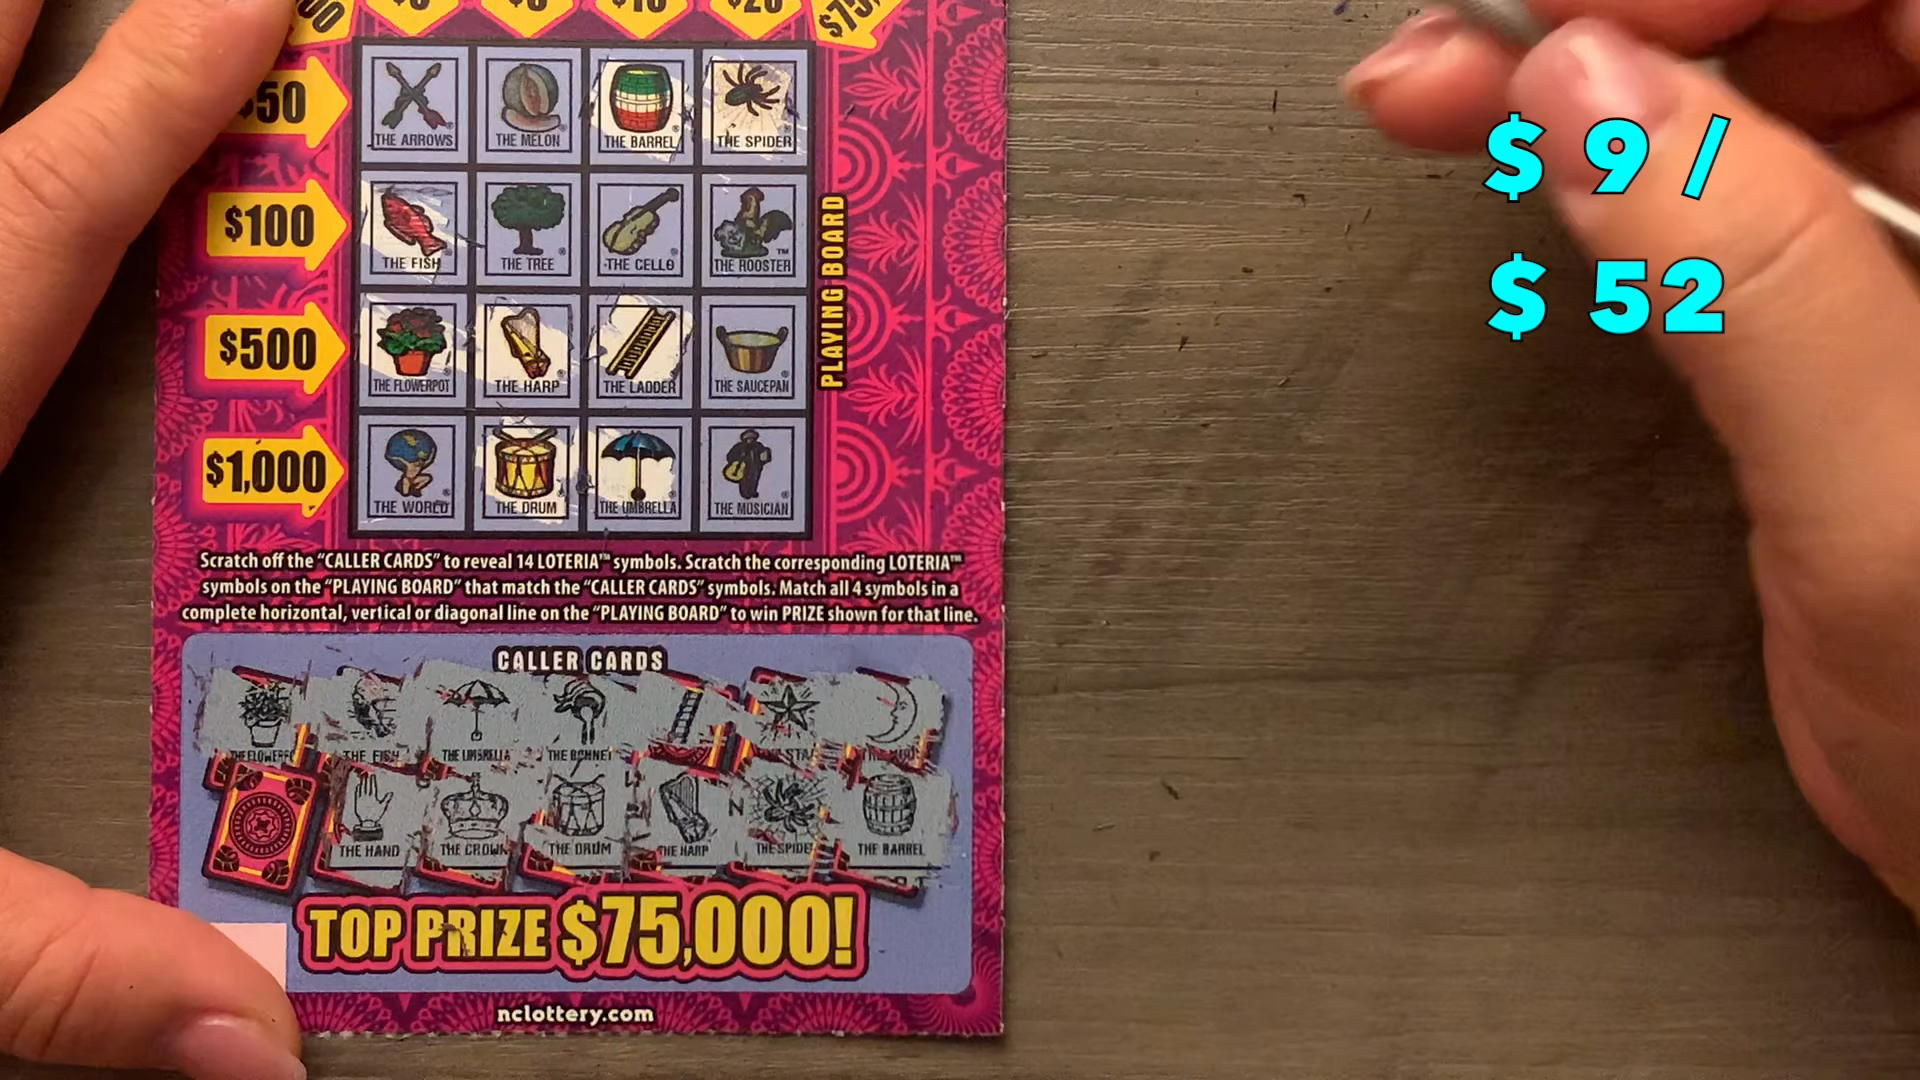 $50
THE ARROWS THE MELON THE BARREL THE SPIDER
$100
THE FISH THE TREE THE CELLO THE ROOSTER
PLAYING BOARD
$500
THE FLOWERPOT THE HARP THE LADDER THE SAUCEPAN
$1,000
THE WORLD THE DRUM THE UMBRELLA THE MUSICIAN
Scratch off the "CALLER CARDS" to reveal 14 LOTERIA™ symbols. Scratch the corresponding LOTERIA™
symbols on the "PLAYING BOARD" that match the "CALLER CARDS" symbols. Match all 4 symbols in a
complete horizontal, vertical or diagonal line on the "PLAYING BOARD" to win PRIZE shown for that line.
CALLER CARDS
THE FISH THE UMBRELLA THE BONNET
THE HAND THE CROWN THE DRUM THE HARP THE SPIDE THE BARREL
TOP PRIZE $75,000!
nclottery.com
$ 9 /
$ 52